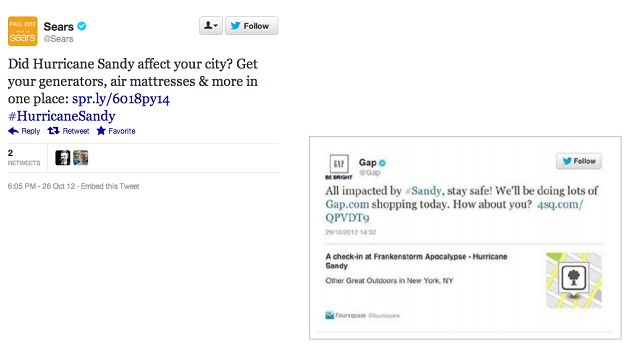 FALL 2012
THIS IS
sears
Sears
@Sears
Follow
Did Hurricane Sandy affect your city? Get
your generators, air mattresses & more in
one place: spr.ly/6018py14
#HurricaneSandy
Reply Retweet Favorite
2
RETWEETS
6:05 PM - 26 Oct 12 · Embed this Tweet
GAP
BE BRIGHT
Gap
@Gap
Follow
All impacted by #Sandy, stay safe! We'll be doing lots of
Gap.com shopping today. How about you? 4sq.com/
QPVDT9
29/10/2012 14:32
A check-in at Frankenstorm Apocalypse - Hurricane
Sandy
Other Great Outdoors in New York, NY
Foursquare @foursquare